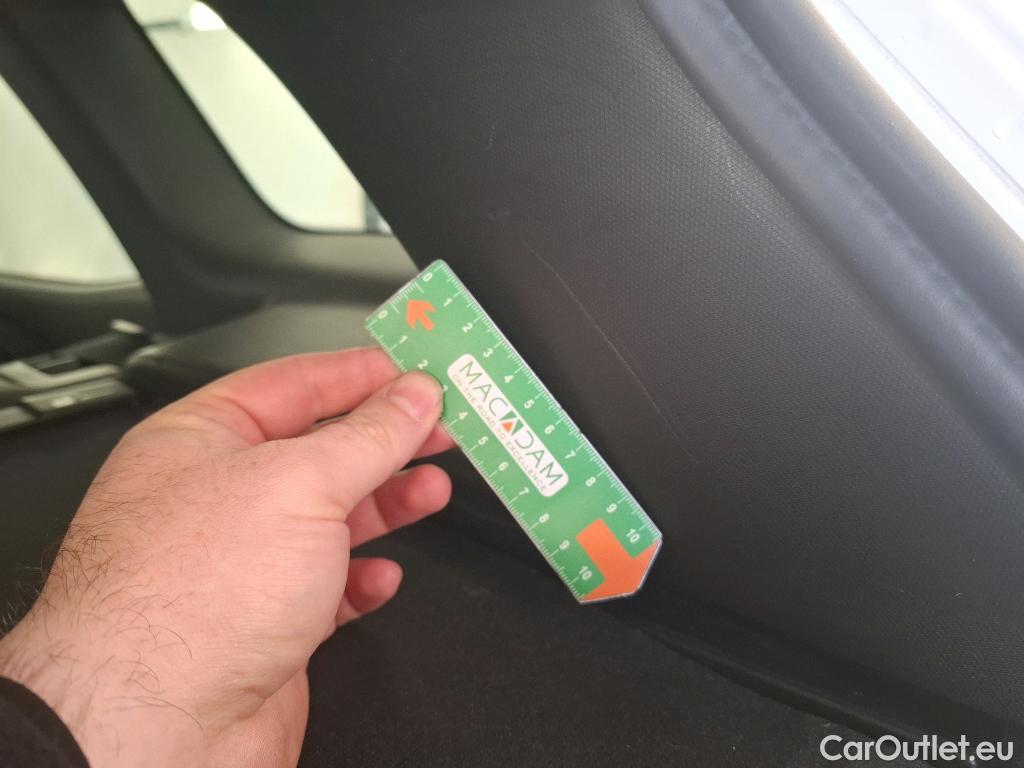 0 1 2 3 4 5 6 7 8 9 10
MACADAM
ON THE ROAD TO EXCELLENCE
0 1 2 3 4 5 6 7 8 9 10
CarOutlet.eu